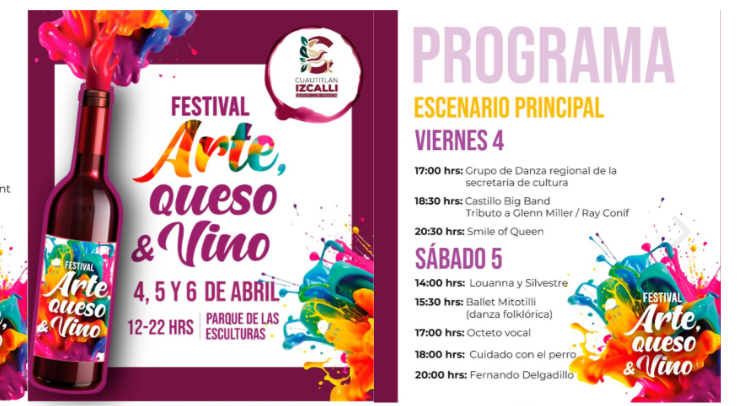 nt
CUAUTITLÁN
IZCALLI
FESTIVAL
Arte,
queso
& Vino
4, 5 Y 6 DE ABRIL
12-22 HRS
PARQUE DE LAS
ESCULTURAS
FESTIVAL
Arte,
queso
& Vino
PROGRAMA
ESCENARIO PRINCIPAL
VIERNES 4
17:00 hrs: Grupo de Danza regional de la
secretaría de cultura
18:30 hrs: Castillo Big Band
Tributo a Glenn Miller / Ray Conif
20:30 hrs: Smile of Queen
SÁBADO 5
14:00 hrs: Louanna y Silvestre
15:30 hrs: Ballet Mitotilli
(danza folklórica)
17:00 hrs: Octeto vocal
18:00 hrs: Cuidado con el perro
20:00 hrs: Fernando Delgadillo
FESTIVAL
Arte,
queso
& Vino